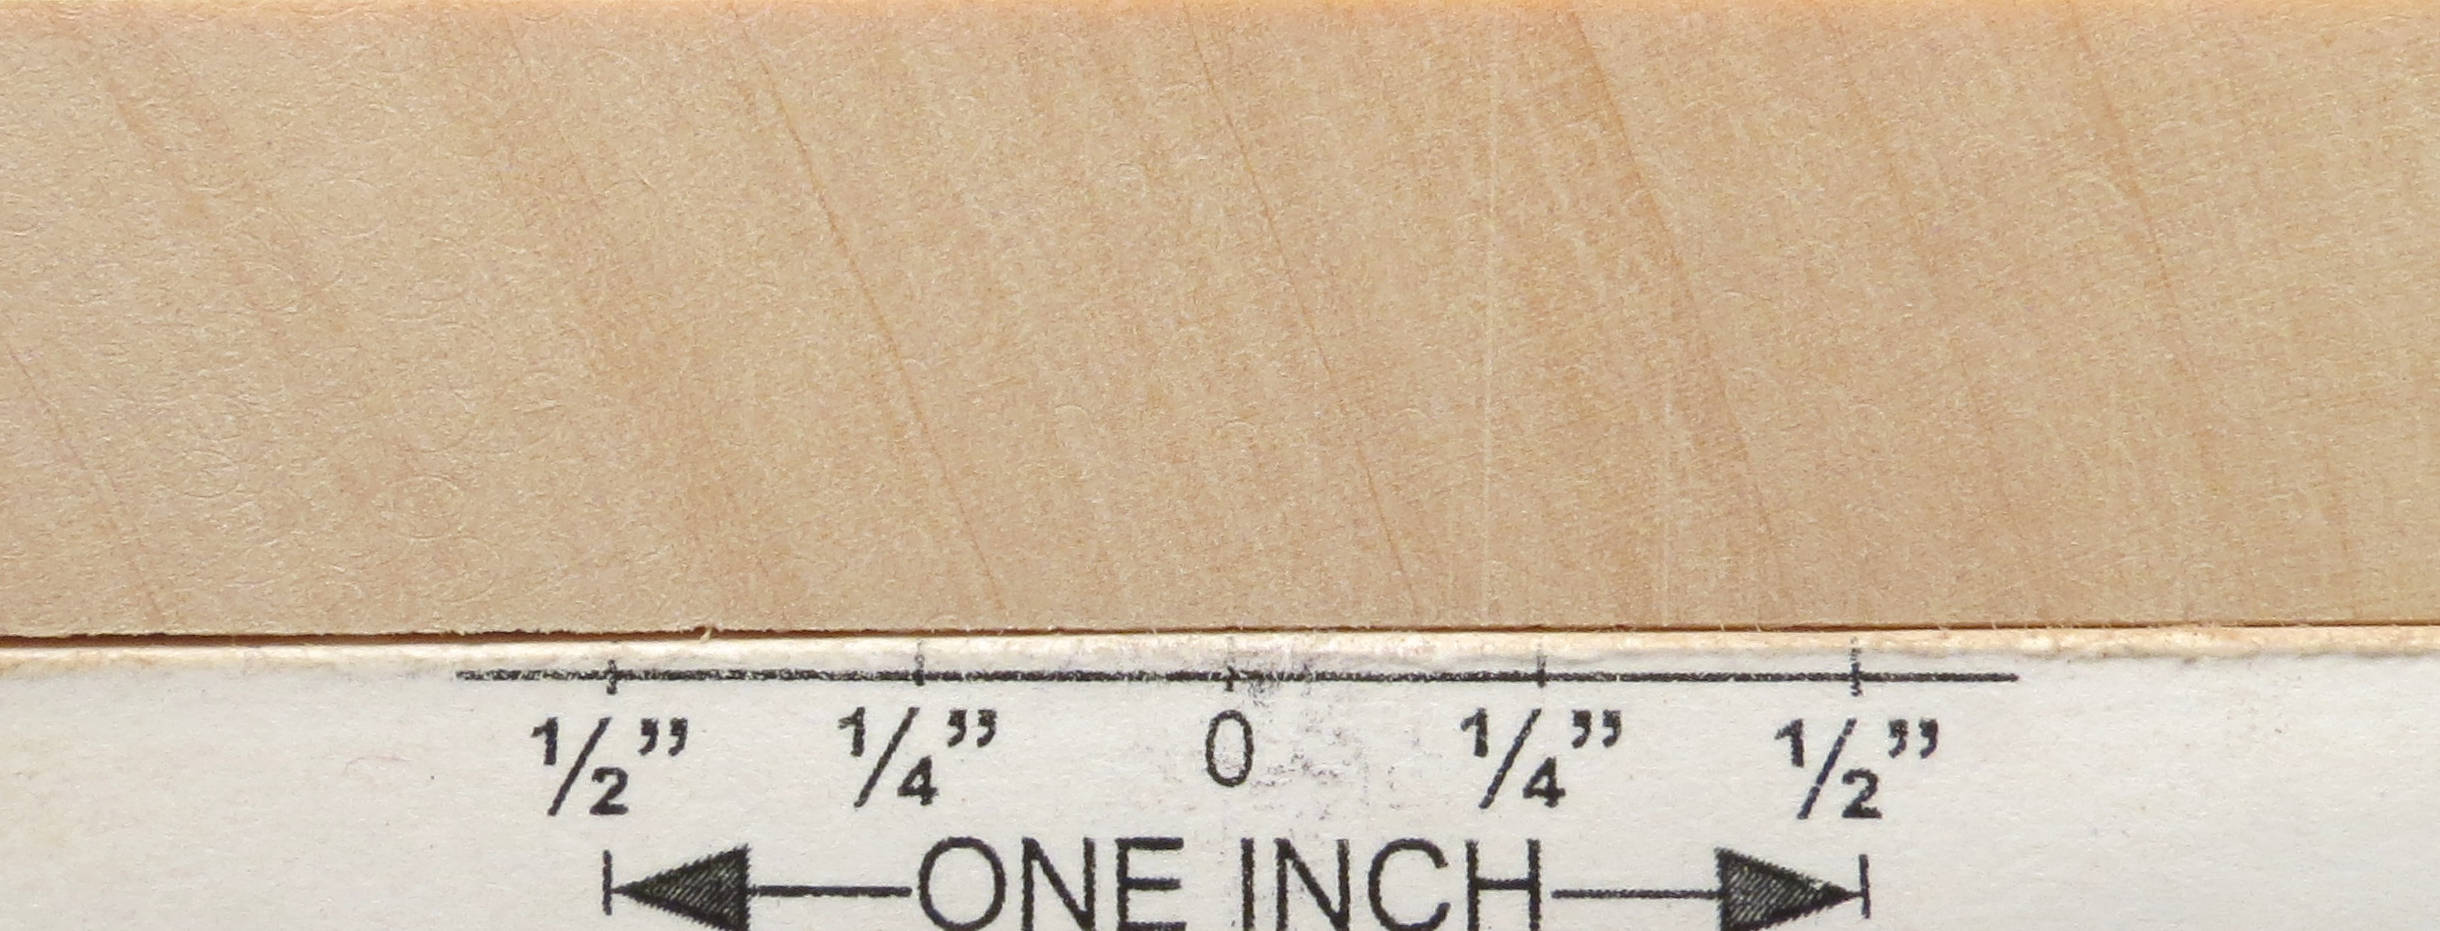 1/2” 1/4” 0 1/4” 1/2”
ONE INCH